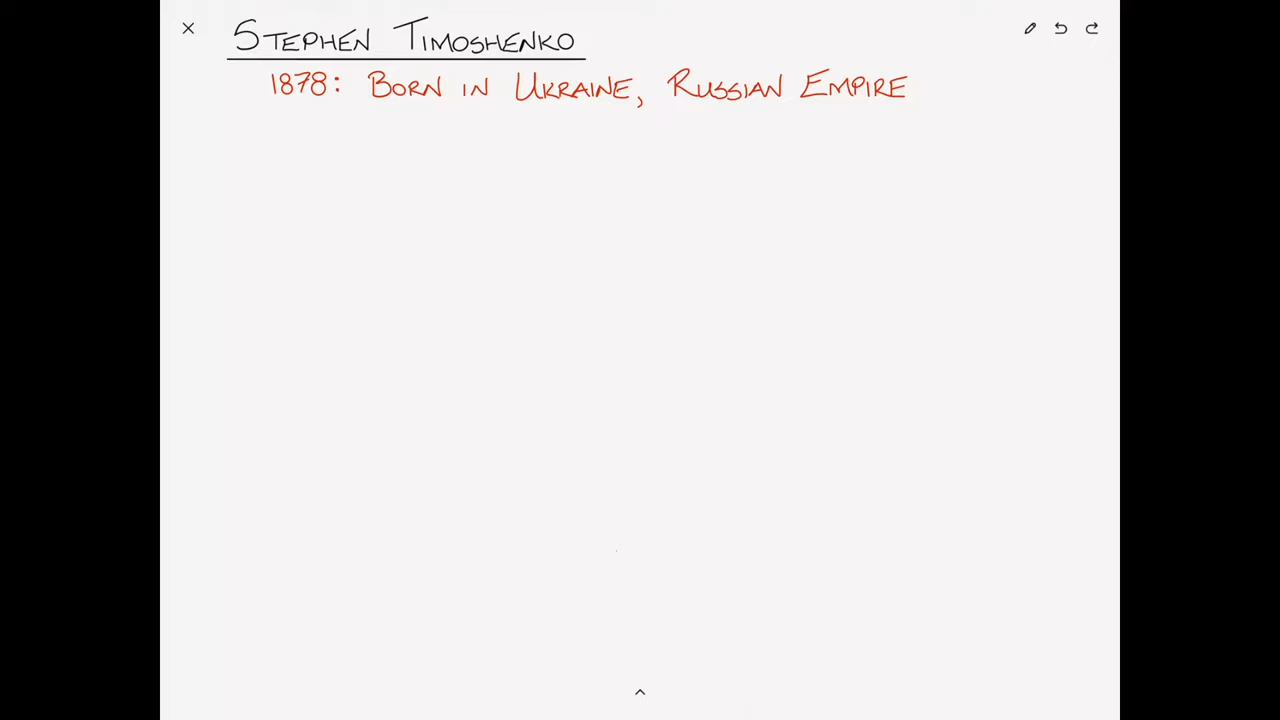 STEPHEN TIMOSHENKO
1878: BORN IN UKRAINE, RUSSIAN EMPIRE